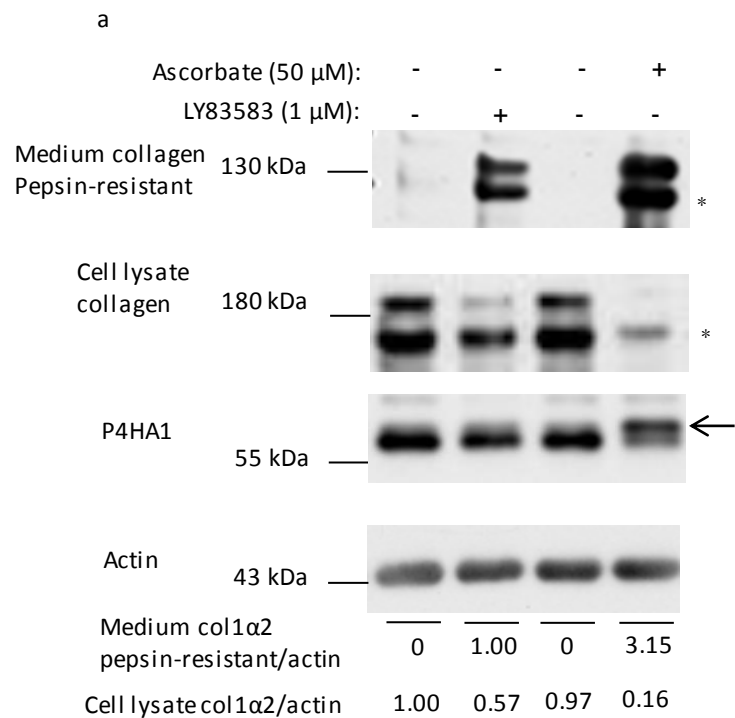 a
Ascorbate (50 µM): - - - +
LY83583 (1 µM): - + - -
Medium collagen
Pepsin-resistant
130 kDa
*
Cell lysate
collagen
180 kDa
*
P4HA1
55 kDa
Actin
43 kDa
Medium col1α2
pepsin-resistant/actin
0 1.00 0 3.15
Cell lysate col1α2/actin 1.00 0.57 0.97 0.16